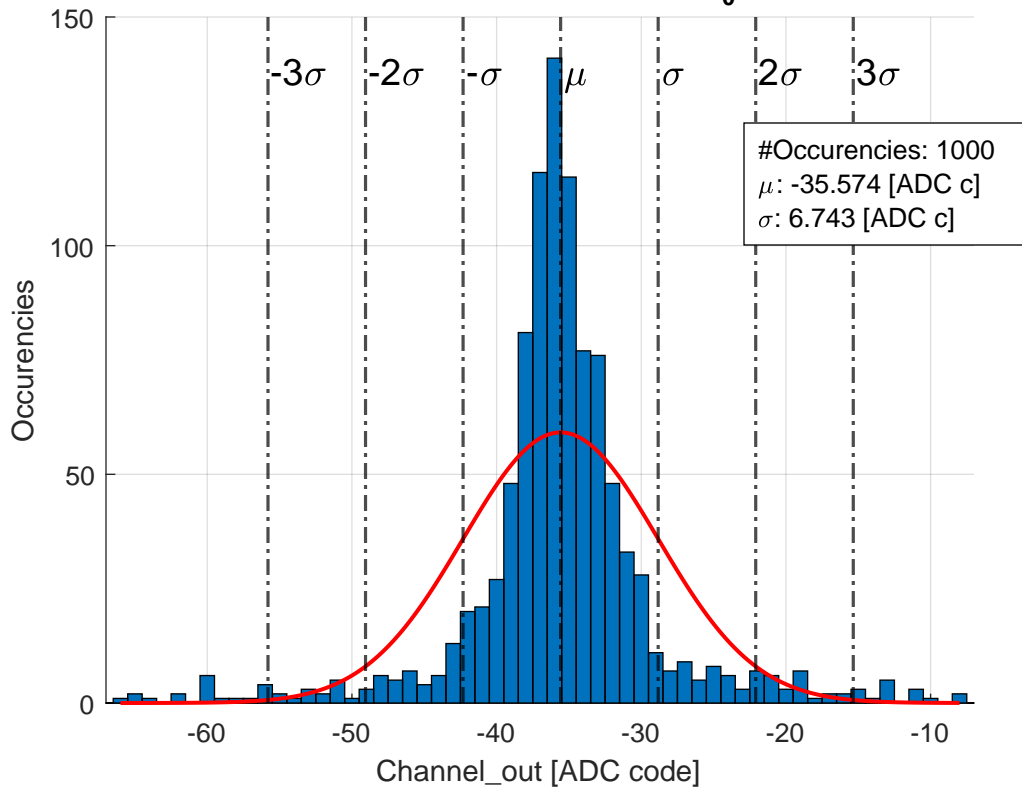 150
-3σ
-2σ
-σ
μ
σ
2σ
3σ
#Occurencies: 1000
μ: -35.574 [ADC c]
σ: 6.743 [ADC c]
100
Occurencies
50
0
-60
-50
-40
-30
-20
-10
Channel_out [ADC code]